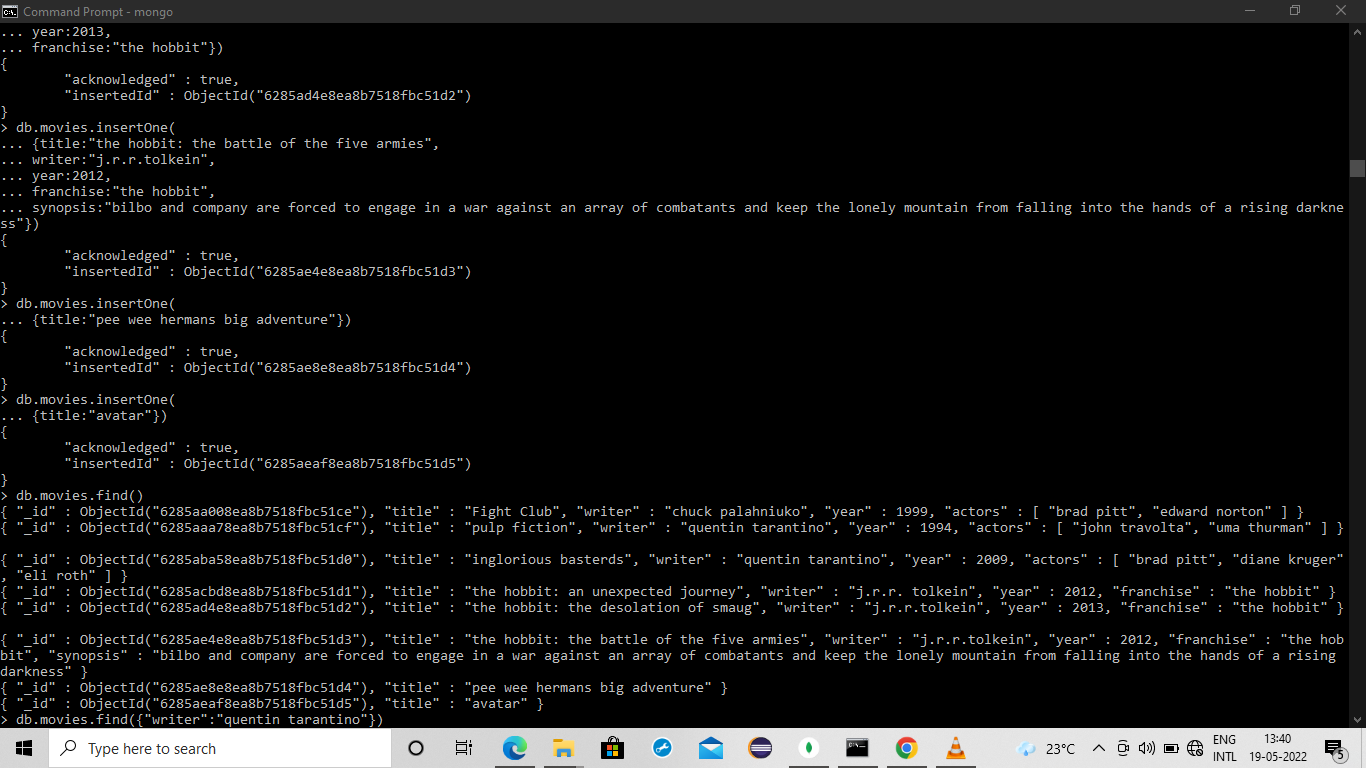 Command Prompt - mongo
... year:2013,
... franchise:"the hobbit"})
{
        "acknowledged" : true,
        "insertedId" : ObjectId("6285ad4e8ea8b7518fbc51d2")
}
> db.movies.insertOne(
... {title:"the hobbit: the battle of the five armies",
... writer:"j.r.r.tolkein",
... year:2012,
... franchise:"the hobbit",
... synopsis:"bilbo and company are forced to engage in a war against an array of combatants and keep the lonely mountain from falling into the hands of a rising darkne
ss"})
{
        "acknowledged" : true,
        "insertedId" : ObjectId("6285ae4e8ea8b7518fbc51d3")
}
> db.movies.insertOne(
... {title:"pee wee hermans big adventure"})
{
        "acknowledged" : true,
        "insertedId" : ObjectId("6285ae8e8ea8b7518fbc51d4")
}
> db.movies.insertOne(
... {title:"avatar"})
{
        "acknowledged" : true,
        "insertedId" : ObjectId("6285aeaf8ea8b7518fbc51d5")
}
> db.movies.find()
{ "_id" : ObjectId("6285aa008ea8b7518fbc51ce"), "title" : "Fight Club", "writer" : "chuck palahniuko", "year" : 1999, "actors" : [ "brad pitt", "edward norton" ] }
{ "_id" : ObjectId("6285aaa78ea8b7518fbc51cf"), "title" : "pulp fiction", "writer" : "quentin tarantino", "year" : 1994, "actors" : [ "john travolta", "uma thurman" ] }
{ "_id" : ObjectId("6285aba58ea8b7518fbc51d0"), "title" : "inglorious basterds", "writer" : "quentin tarantino", "year" : 2009, "actors" : [ "brad pitt", "diane kruger"
, "eli roth" ] }
{ "_id" : ObjectId("6285acbd8ea8b7518fbc51d1"), "title" : "the hobbit: an unexpected journey", "writer" : "j.r.r. tolkein", "year" : 2012, "franchise" : "the hobbit" }
{ "_id" : ObjectId("6285ad4e8ea8b7518fbc51d2"), "title" : "the hobbit: the desolation of smaug", "writer" : "j.r.r.tolkein", "year" : 2013, "franchise" : "the hobbit" }
{ "_id" : ObjectId("6285ae4e8ea8b7518fbc51d3"), "title" : "the hobbit: the battle of the five armies", "writer" : "j.r.r.tolkein", "year" : 2012, "franchise" : "the hob
bit", "synopsis" : "bilbo and company are forced to engage in a war against an array of combatants and keep the lonely mountain from falling into the hands of a rising
darkness" }
{ "_id" : ObjectId("6285ae8e8ea8b7518fbc51d4"), "title" : "pee wee hermans big adventure" }
{ "_id" : ObjectId("6285aeaf8ea8b7518fbc51d5"), "title" : "avatar" }
> db.movies.find({"writer":"quentin tarantino"})
Type here to search
23°C
ENG
INTL
13:40
19-05-2022
5